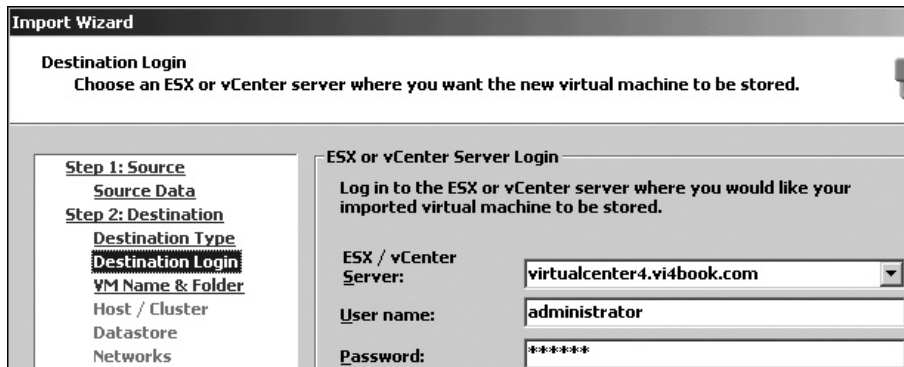 Import Wizard
Destination Login
Choose an ESX or vCenter server where you want the new virtual machine to be stored.
Step 1: Source
Source Data
Step 2: Destination
Destination Type
Destination Login
VM Name & Folder
Host / Cluster
Datastore
Networks
ESX or vCenter Server Login
Log in to the ESX or vCenter server where you would like your
imported virtual machine to be stored.
ESX / vCenter
Server:
virtualcenter4.vi4book.com
User name:
administrator
Password:
******